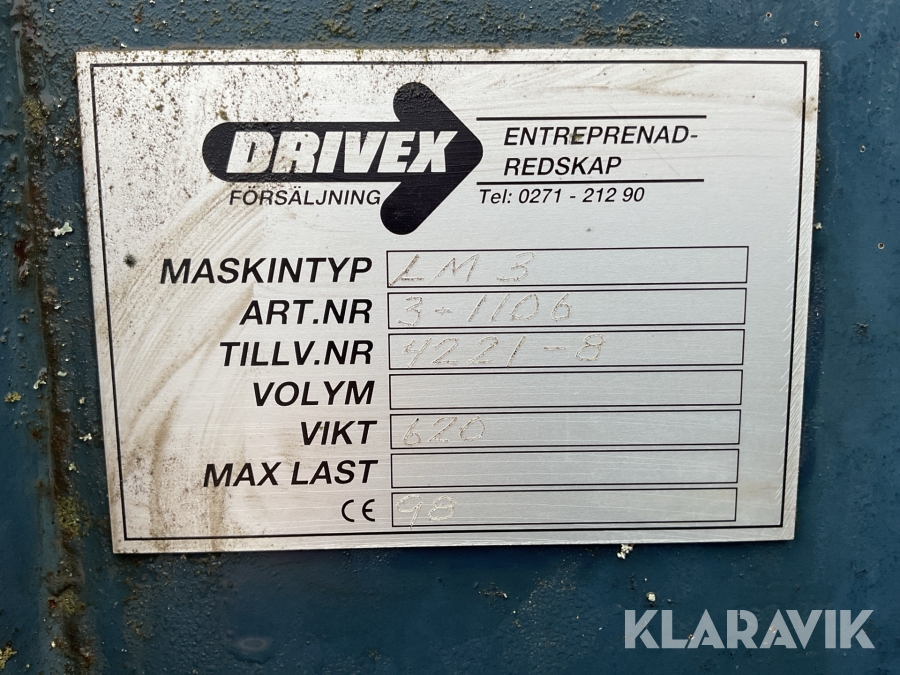 DRIVEX
FÖRSÄLJNING
ENTREPRENAD-
REDSKAP
Tel: 0271 - 212 90
MASKINTYP LM 3
ART.NR 3-1106
TILLV.NR 4221-8
VOLYM
VIKT 620
MAX LAST
CE 98
KLARAVIK